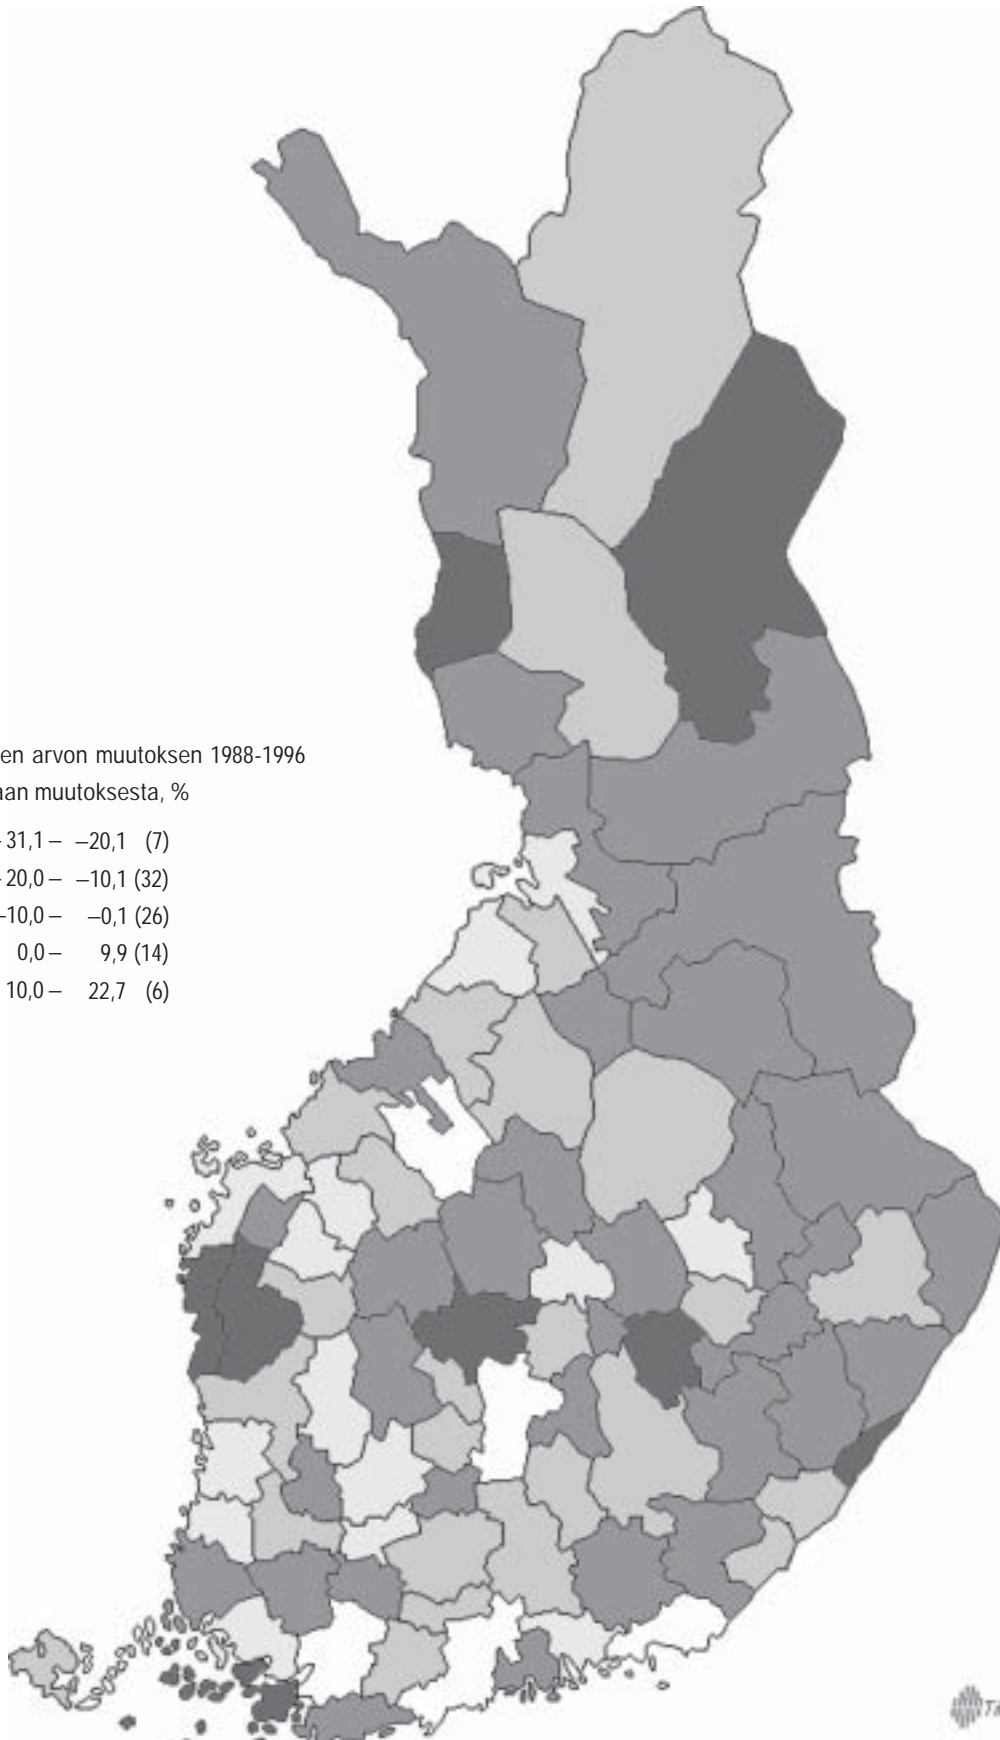 en arvon muutoksen 1988-1996
aan muutoksesta, %
31,1 – –20,1 (7)
20,0 – –10,1 (32)
–10,0 – –0,1 (26)
0,0 – 9,9 (14)
10,0 – 22,7 (6)